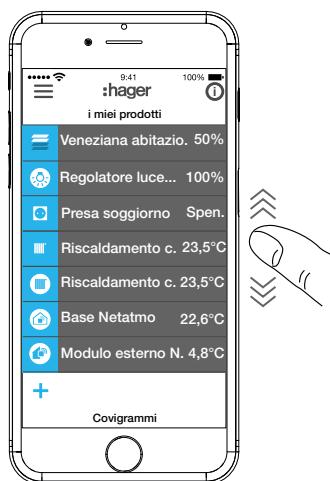 9:41 100%
:hager
i miei prodotti
Veneziana abitazio. 50%
Regolatore luce... 100%
Presa soggiorno Spen.
Riscaldamento c. 23,5°C
Riscaldamento c. 23,5°C
Base Netatmo 22,6°C
Modulo esterno N. 4,8°C
+
Covigrammi